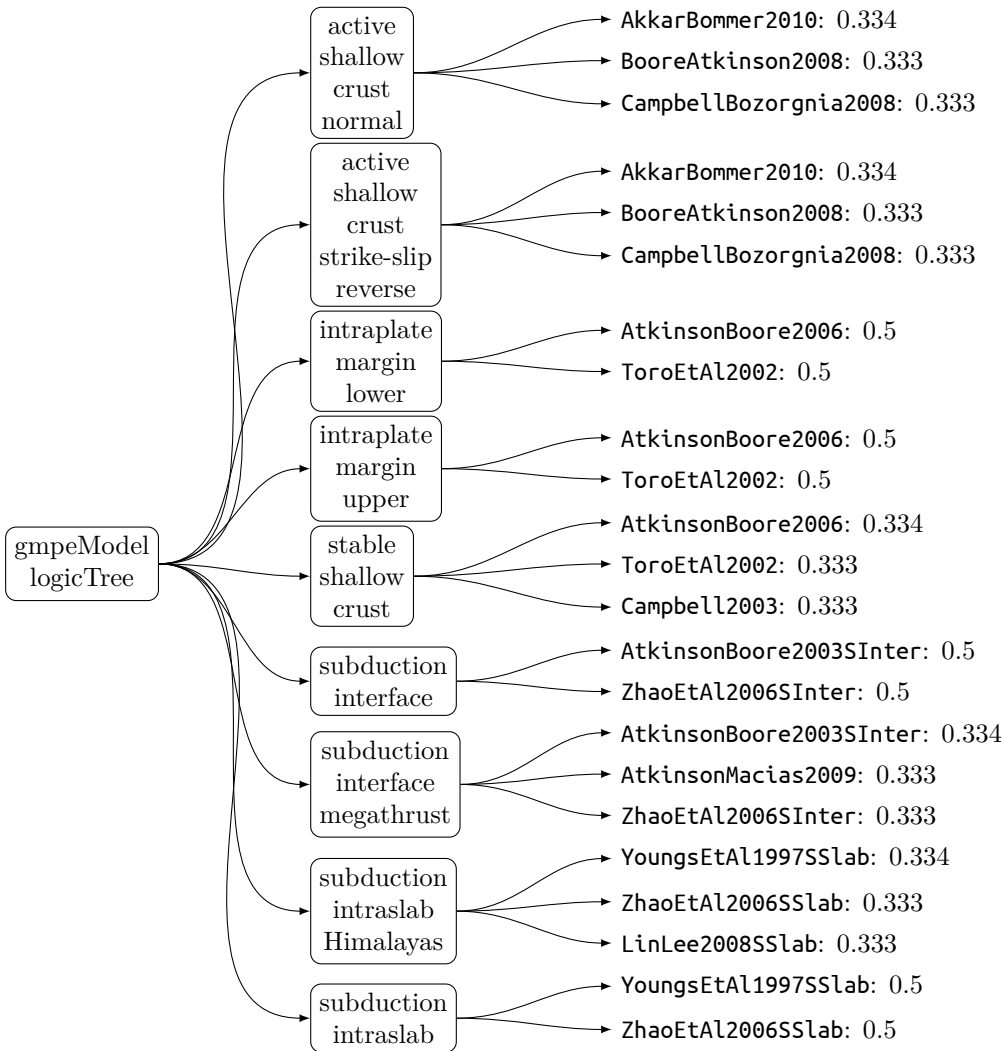 gmpeModel
logicTree
active
shallow
crust
normal
AkkarBommer2010: 0.334
BooreAtkinson2008: 0.333
CampbellBozorgnia2008: 0.333
active
shallow
crust
strike-slip
reverse
AkkarBommer2010: 0.334
BooreAtkinson2008: 0.333
CampbellBozorgnia2008: 0.333
intraplate
margin
lower
AtkinsonBoore2006: 0.5
ToroEtAl2002: 0.5
intraplate
margin
upper
AtkinsonBoore2006: 0.5
ToroEtAl2002: 0.5
stable
shallow
crust
AtkinsonBoore2006: 0.334
ToroEtAl2002: 0.333
Campbell2003: 0.333
subduction
interface
AtkinsonBoore2003SInter: 0.5
ZhaoEtAl2006SInter: 0.5
subduction
interface
megathrust
AtkinsonBoore2003SInter: 0.334
AtkinsonMacias2009: 0.333
ZhaoEtAl2006SInter: 0.333
subduction
intraslab
Himalayas
YoungsEtAl1997SSlab: 0.334
ZhaoEtAl2006SSlab: 0.333
LinLee2008SSlab: 0.333
subduction
intraslab
YoungsEtAl1997SSlab: 0.5
ZhaoEtAl2006SSlab: 0.5